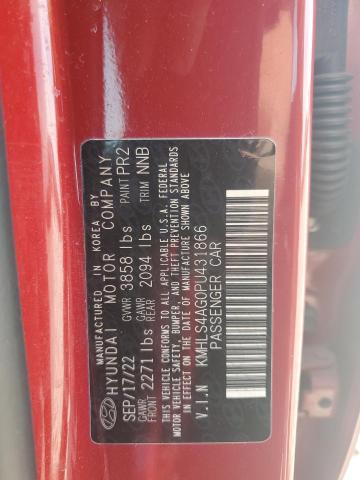 MANUFACTURED IN KOREA BY
HYUNDAI MOTOR COMPANY
SEP/17/22 GVWR 3858 lbs PAINT PR2
GAWR FRONT 2271 lbs GAWR REAR 2094 lbs TRIM NNB
THIS VEHICLE CONFORMS TO ALL APPLICABLE U.S.A. FEDERAL
MOTOR VEHICLE SAFETY, BUMPER, AND THEFT PREVENTION STANDARDS
IN EFFECT ON THE DATE OF MANUFACTURE SHOWN ABOVE.
V.I.N KMHLS4AG0PU431866
PASSENGER CAR